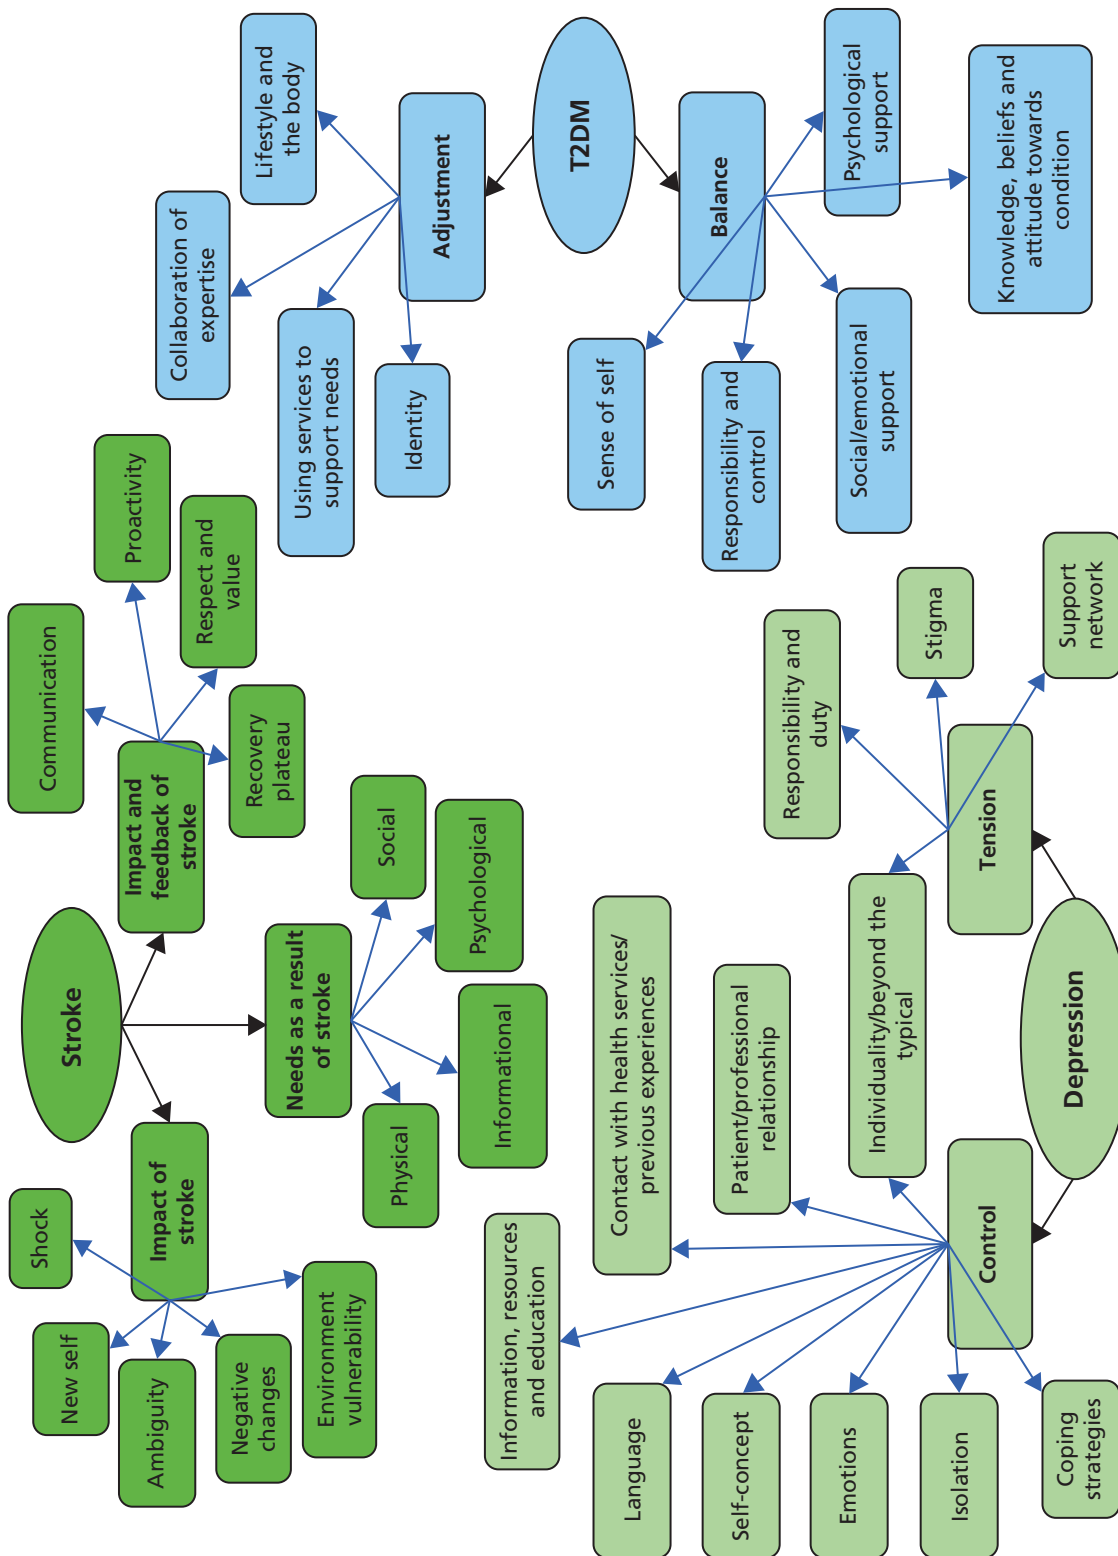 Stroke
Impact of
stroke
Shock
New self
Ambiguity
Negative
changes
Environment
vulnerability
Needs as a result
of stroke
Physical
Informational
Psychological
Social
Impact and
feedback of
stroke
Communication
Proactivity
Respect and
value
Recovery
plateau
T2DM
Adjustment
Lifestyle and
the body
Collaboration of
expertise
Using services to
support needs
Identity
Balance
Sense of self
Responsibility and
control
Social/emotional
support
Psychological
support
Knowledge, beliefs and
attitude towards
condition
Depression
Control
Information, resources
and education
Contact with health services/
previous experiences
Patient/professional
relationship
Individuality/beyond the
typical
Language
Self-concept
Emotions
Isolation
Coping
strategies
Tension
Responsibility and
duty
Stigma
Support
network